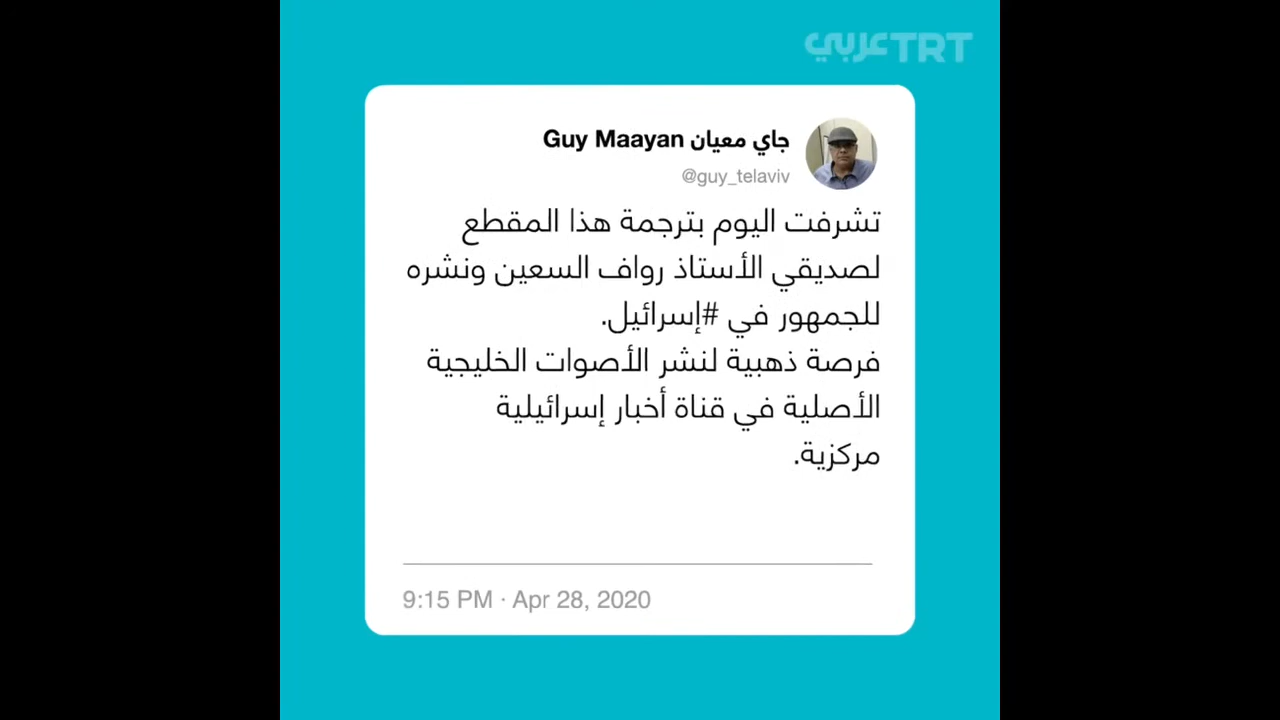 TRT عربي
جاي معيان Guy Maayan
@guy_telaviv
تشرفت اليوم بترجمة هذا المقطع
لصديقي الأستاذ رواف السعين ونشره
للجمهور في #إسرائيل.
فرصة ذهبية لنشر الأصوات الخليجية
الأصلية في قناة أخبار إسرائيلية
مركزية.
9:15 PM · Apr 28, 2020